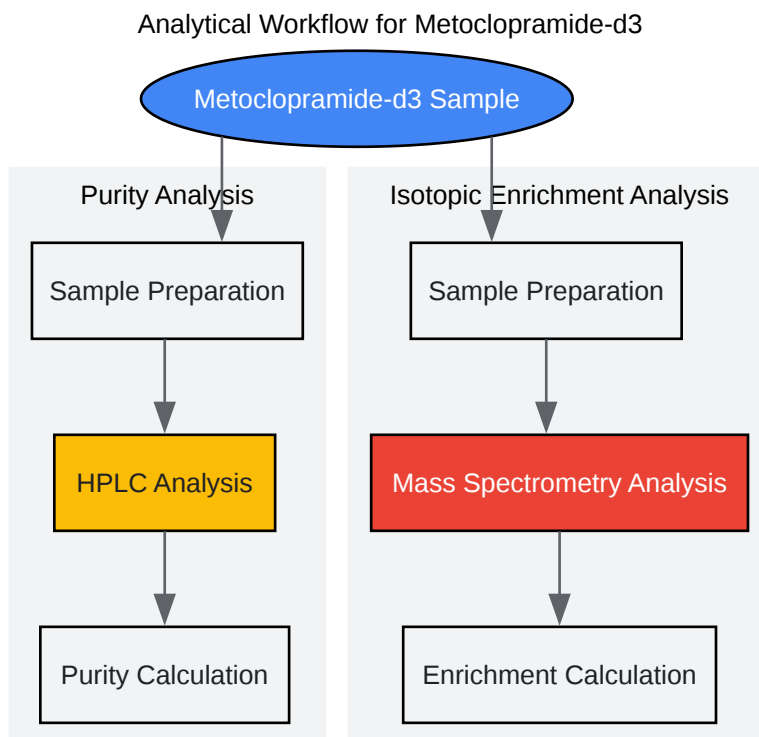 Analytical Workflow for Metoclopramide-d3
Metoclopramide-d3 Sample
Purity Analysis
Sample Preparation
HPLC Analysis
Purity Calculation
Isotopic Enrichment Analysis
Sample Preparation
Mass Spectrometry Analysis
Enrichment Calculation